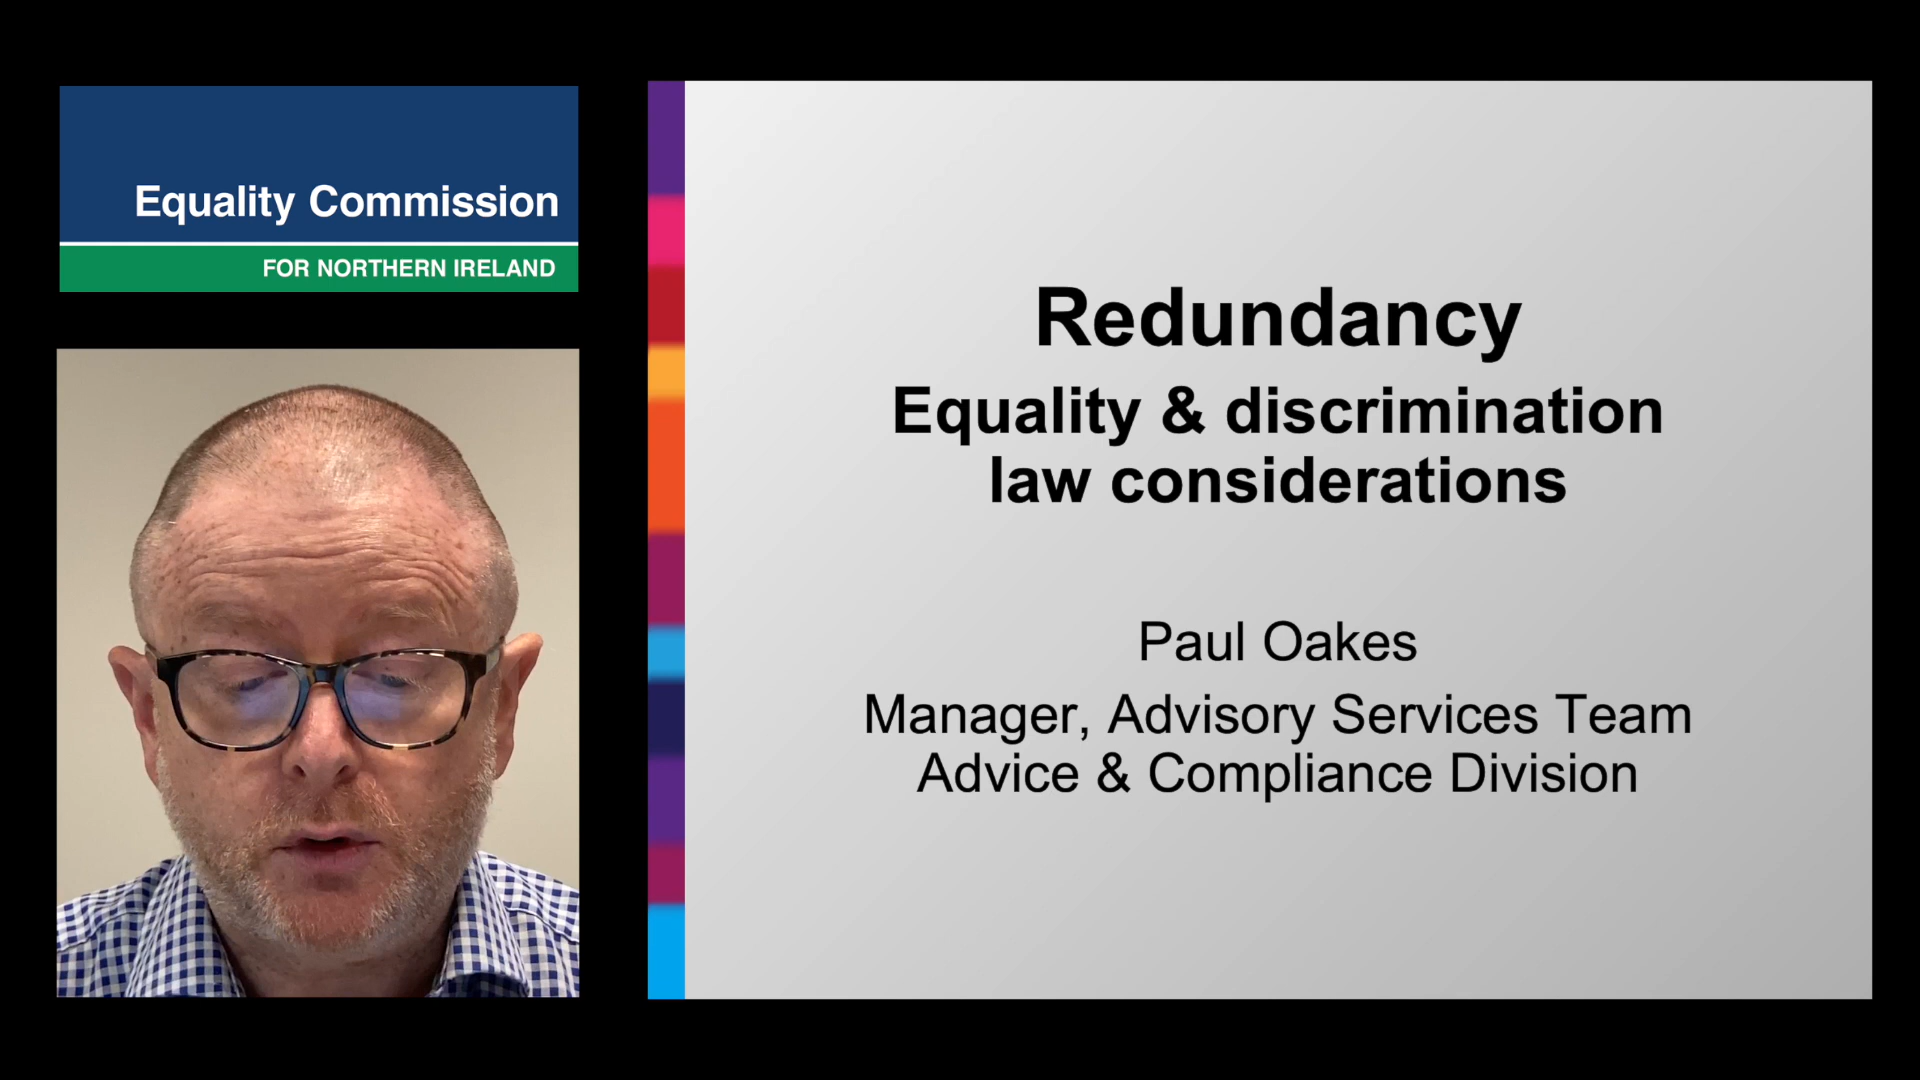 Equality Commission
FOR NORTHERN IRELAND
Redundancy
Equality & discrimination
law considerations
Paul Oakes
Manager, Advisory Services Team
Advice & Compliance Division